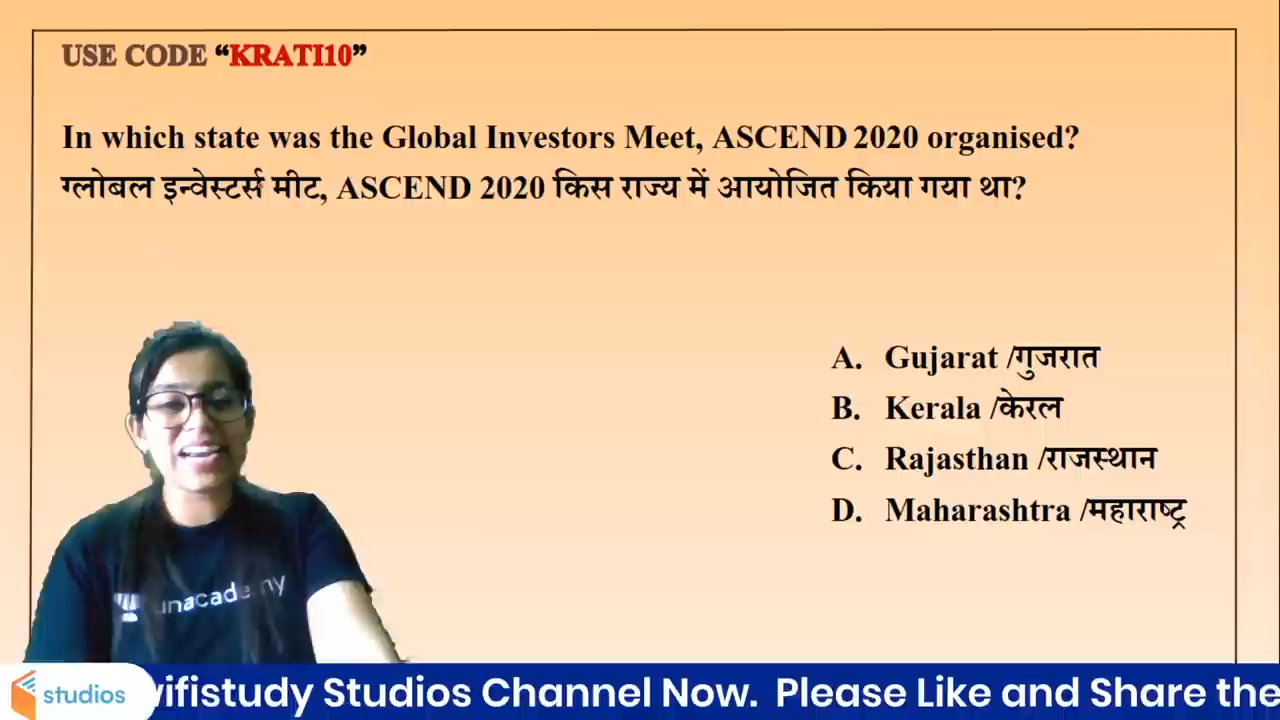 USE CODE “KRATI10”
In which state was the Global Investors Meet, ASCEND 2020 organised?
ग्लोबल इन्वेस्टर्स मीट, ASCEND 2020 किस राज्य में आयोजित किया गया था?
A. Gujarat /गुजरात
B. Kerala /केरल
C. Rajasthan /राजस्थान
D. Maharashtra /महाराष्ट्र
unacademy
studios
wifistudy Studios Channel Now. Please Like and Share the